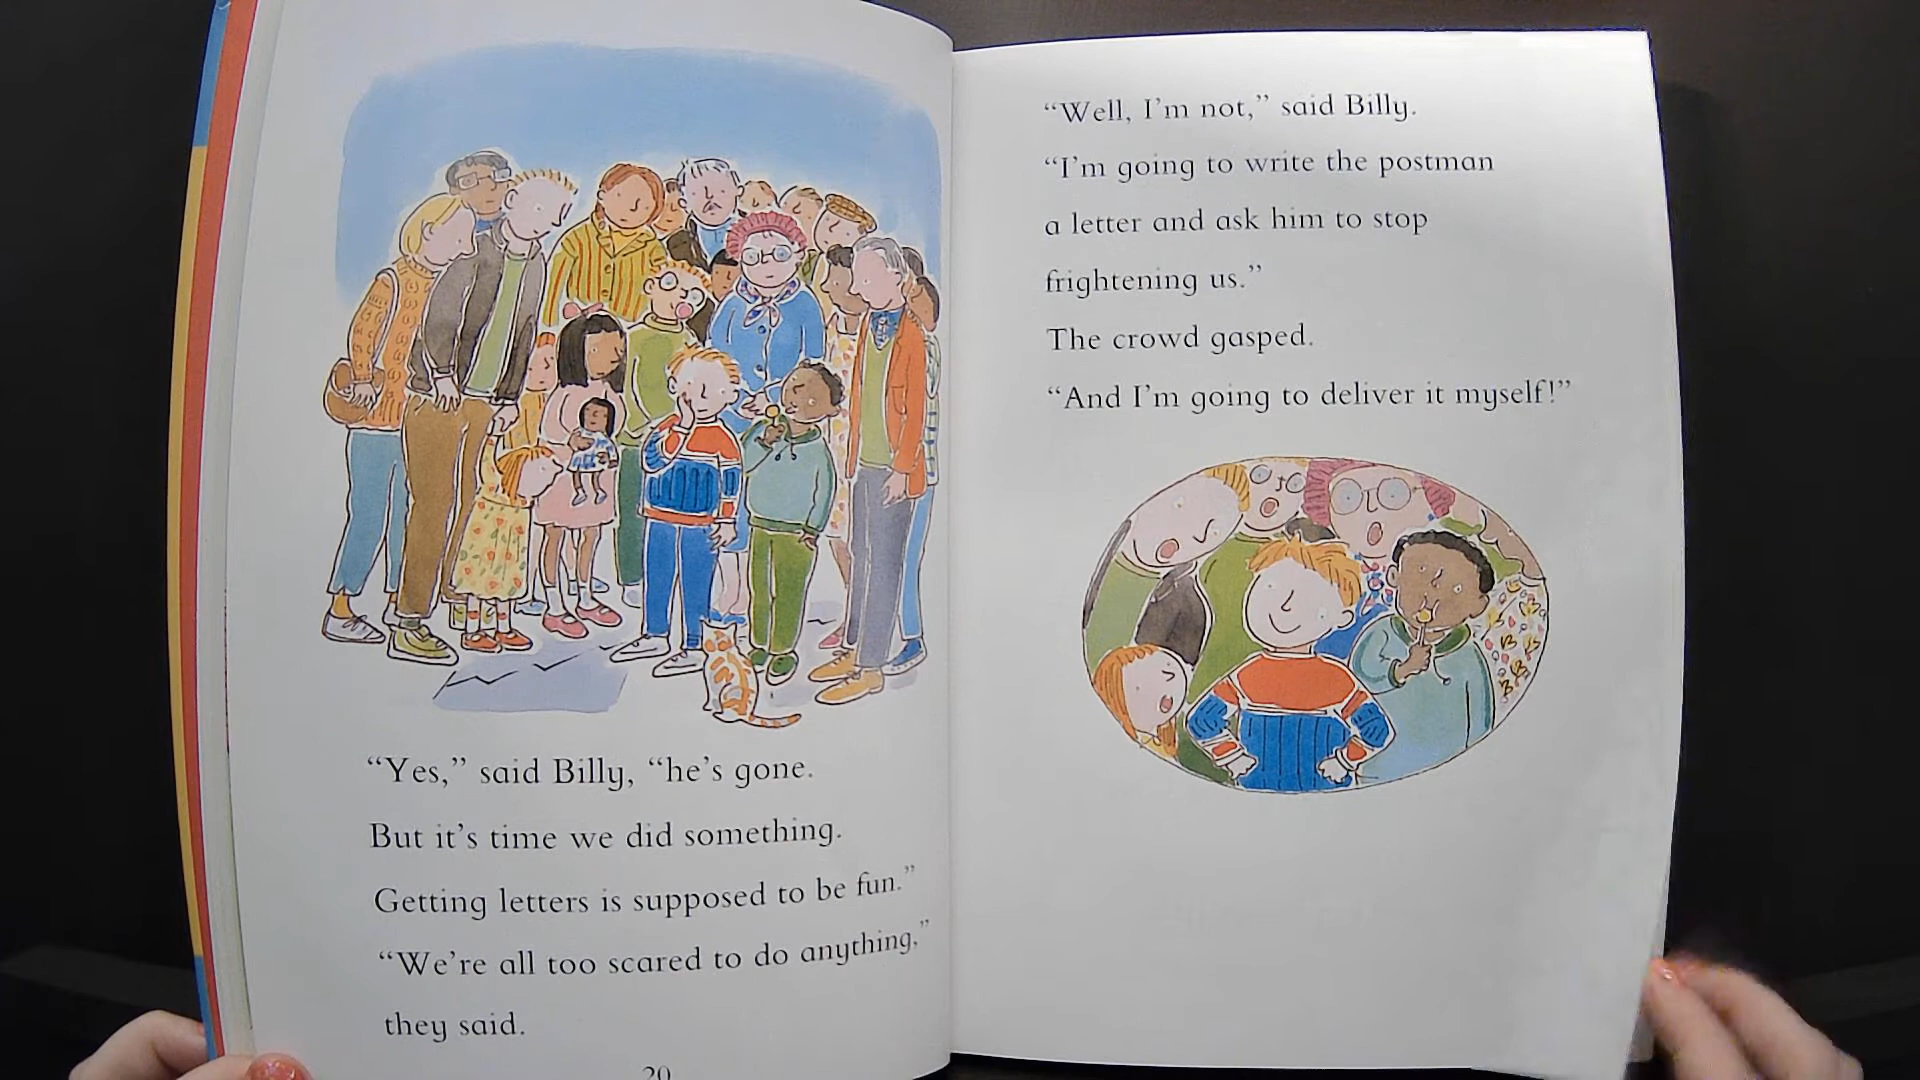 “Yes,” said Billy, “he’s gone.
But it’s time we did something.
Getting letters is supposed to be fun.”
“We’re all too scared to do anything,”
they said.
20
“Well, I’m not,” said Billy.
“I’m going to write the postman
a letter and ask him to stop
frightening us.”
The crowd gasped.
“And I’m going to deliver it myself!”